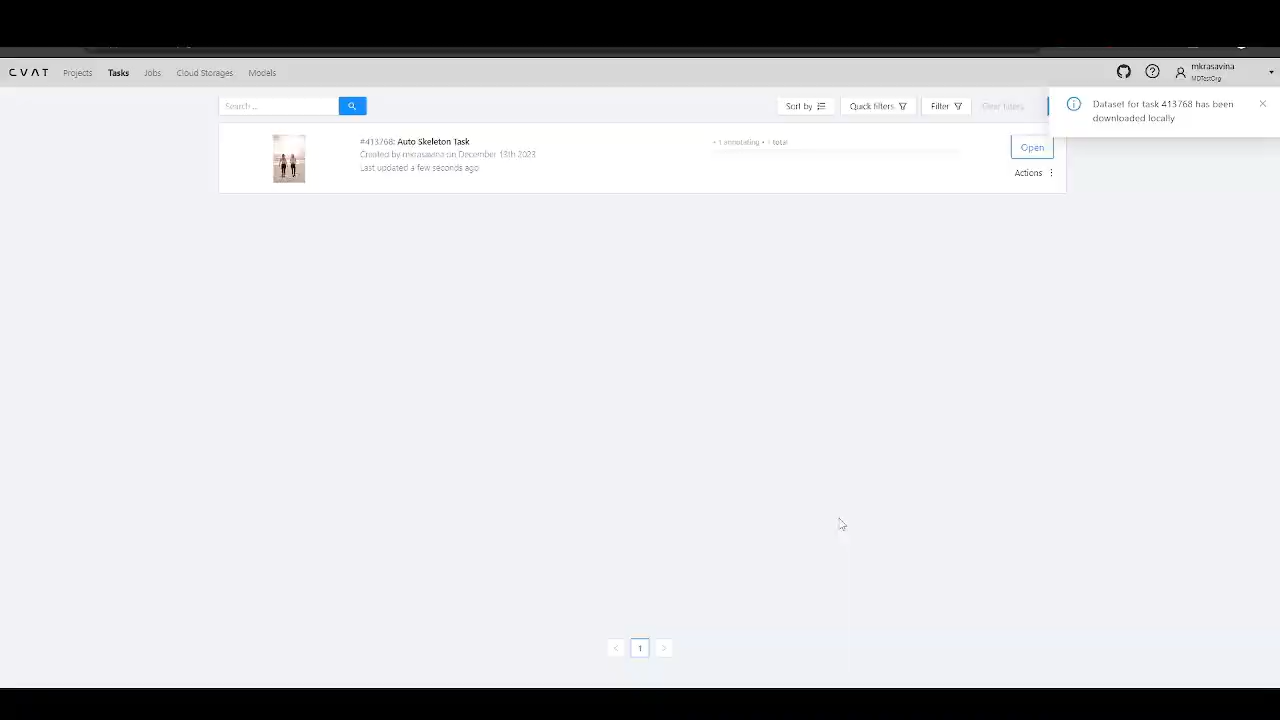 CVAT Projects Tasks Jobs Cloud Storages Models
mkrasavina
MDTestOrg
Search ...
Sort by Quick filters Filter Clear filters
Dataset for task 413768 has been
downloaded locally
#413768: Auto Skeleton Task
Created by mkrasavina on December 13th 2023
Last updated a few seconds ago
• 1 annotating • 1 total
Open
Actions
1